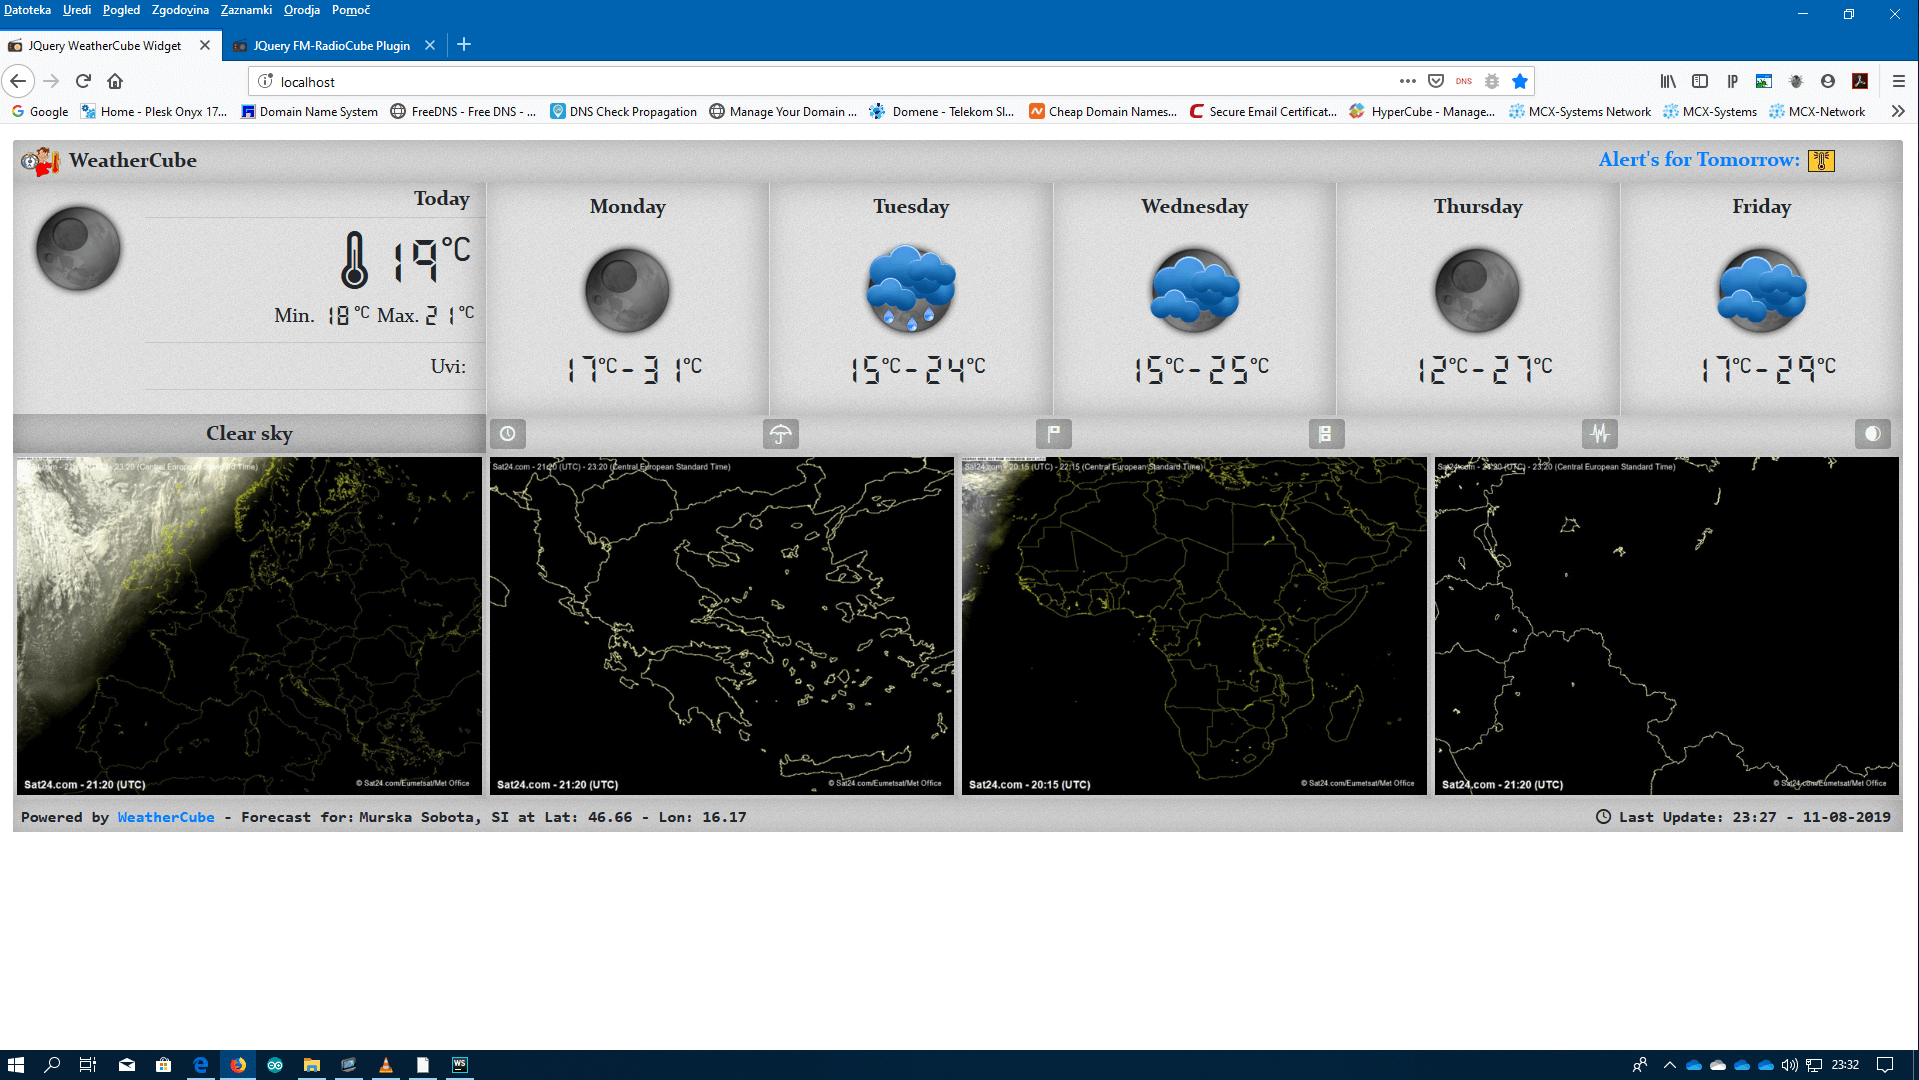 Datoteka Uredi Pogled Zgodovina Zaznamki Orodja Pomoč
JQuery WeatherCube Widget
JQuery FM-RadioCube Plugin
localhost
DNS
IP
Google
Home - Plesk Onyx 17...
Domain Name System
FreeDNS - Free DNS - ...
DNS Check Propagation
Manage Your Domain ...
Domene - Telekom Sl...
Cheap Domain Names...
Secure Email Certificat...
HyperCube - Manage...
MCX-Systems Network
MCX-Systems
MCX-Network
WeatherCube
Alert's for Tomorrow:
Today
19°C
Min. 18°C Max. 21°C
Uvi:
Clear sky
Monday
17°C-31°C
Tuesday
15°C-24°C
Wednesday
15°C-25°C
Thursday
12°C-27°C
Friday
17°C-29°C
23:20 (Central European Standard Time)
Sat24.com - 21:20 (UTC)
© Sat24.com/Eumetsat/Met Office
Sat24.com - 21:20 (UTC) - 23:20 (Central European Standard Time)
Sat24.com - 21:20 (UTC)
© Sat24.com/Eumetsat/Met Office
Sat24.com - 20:15 (UTC) - 22:15 (Central European Standard Time)
Sat24.com - 20:15 (UTC)
© Sat24.com/Eumetsat/Met Office
Sat24.com - 21:20 (UTC) - 23:20 (Central European Standard Time)
Sat24.com - 21:20 (UTC)
© Sat24.com/Eumetsat/Met Office
Powered by WeatherCube - Forecast for: Murska Sobota, SI at Lat: 46.66 - Lon: 16.17
Last Update: 23:27 - 11-08-2019
WS
23:32